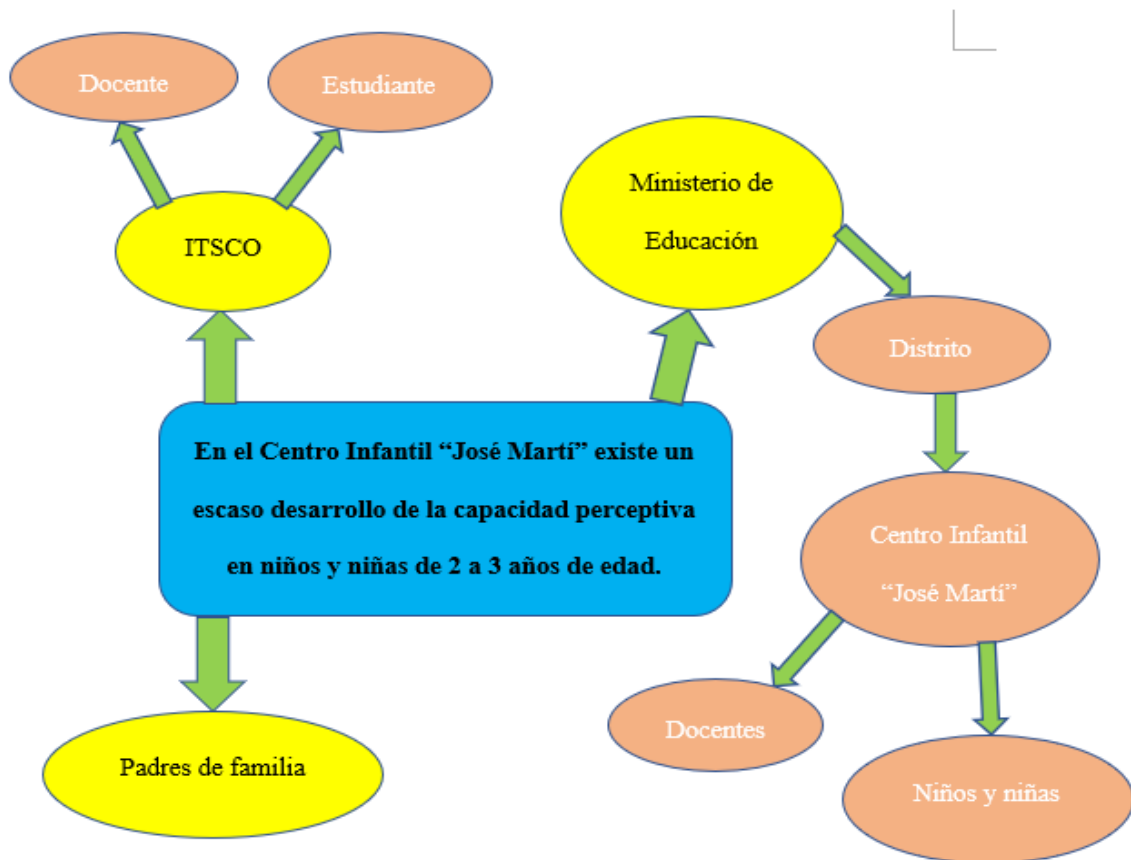 Docente
Estudiante
ITSCO
Ministerio de
Educación
Distrito
En el Centro Infantil “José Martí” existe un
escaso desarrollo de la capacidad perceptiva
en niños y niñas de 2 a 3 años de edad.
Centro Infantil
“José Martí”
Padres de familia
Docentes
Niños y niñas